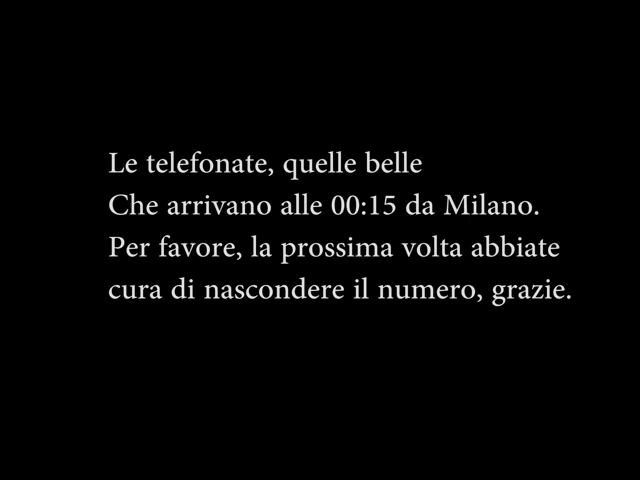 Le telefonate, quelle belle
Che arrivano alle 00:15 da Milano.
Per favore, la prossima volta abbiate
cura di nascondere il numero, grazie.